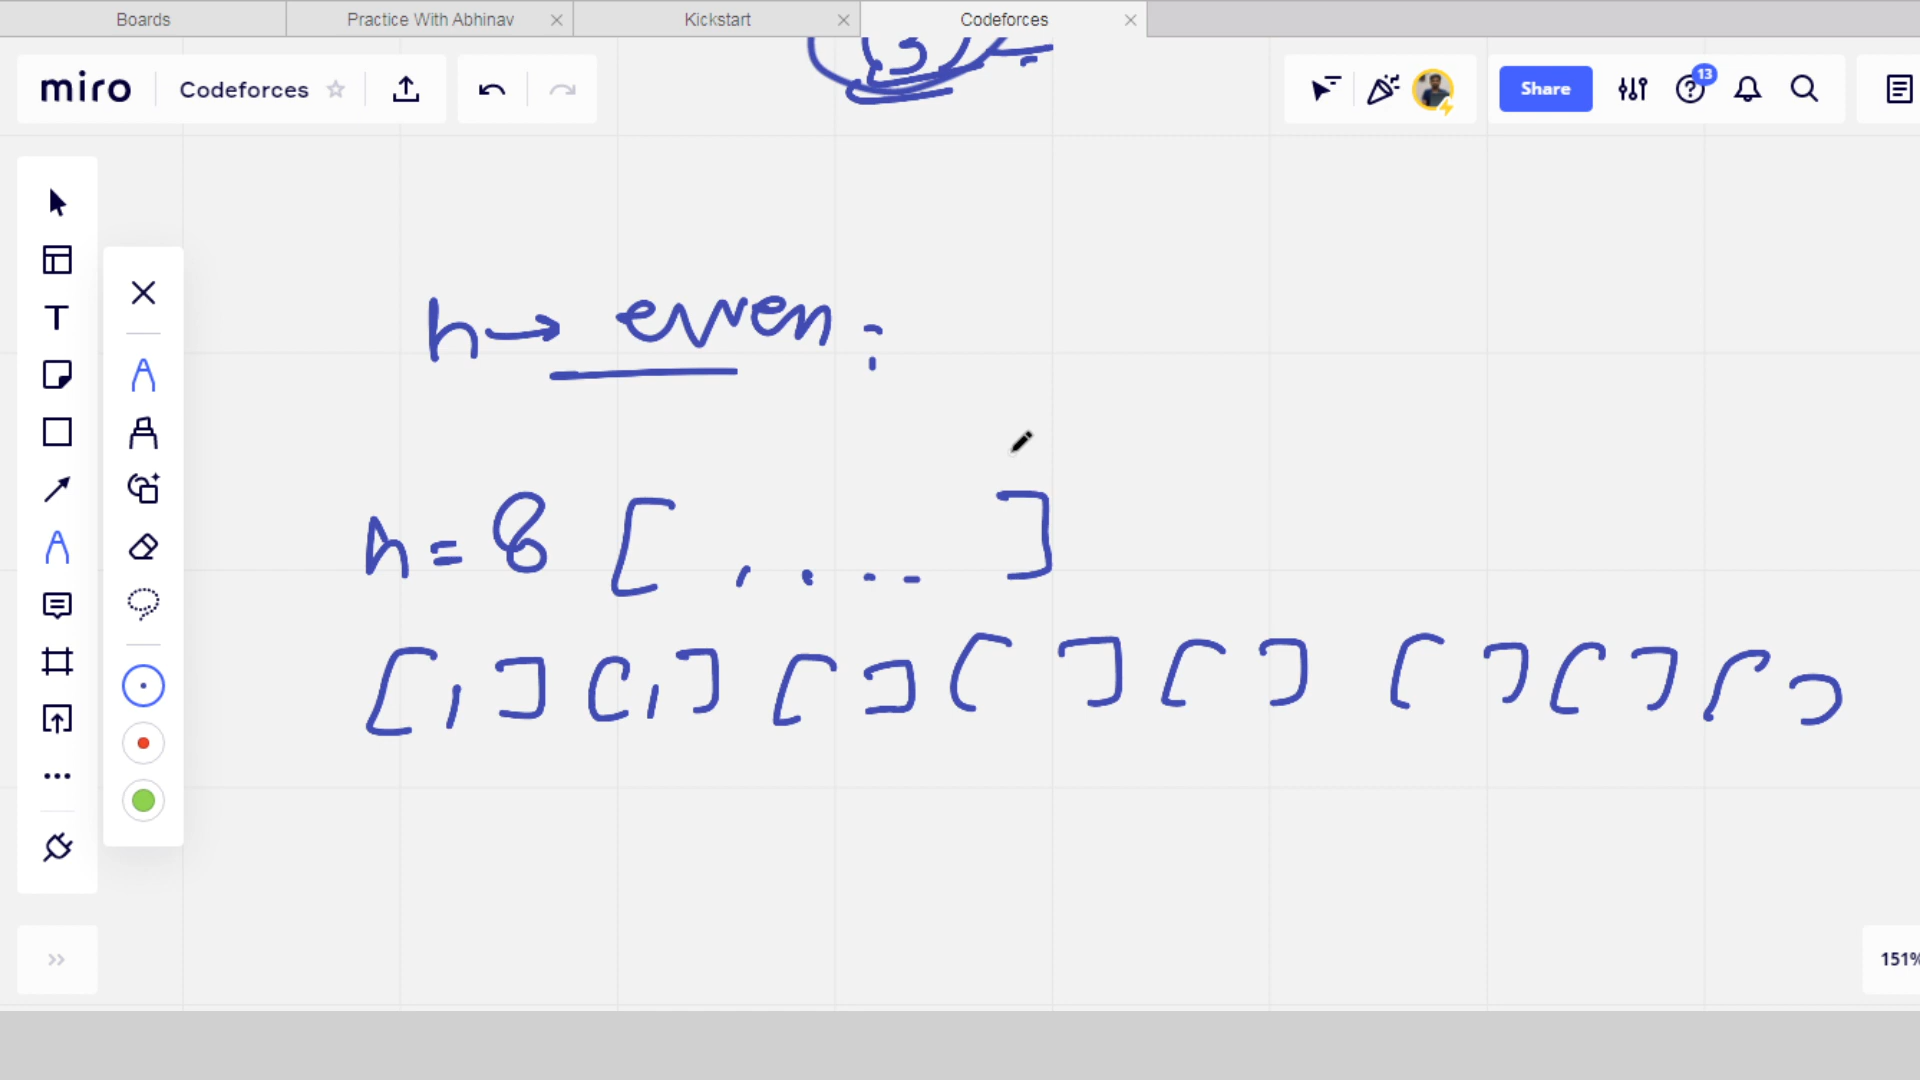 Boards Practice With Abhinav Kickstart Codeforces
miro Codeforces Share 13
T
n → even :
n = 8 [ , . . . ]
[ , ] [ , ] [ ] [ ] [ ] [ ] [ ] [ ]
151%